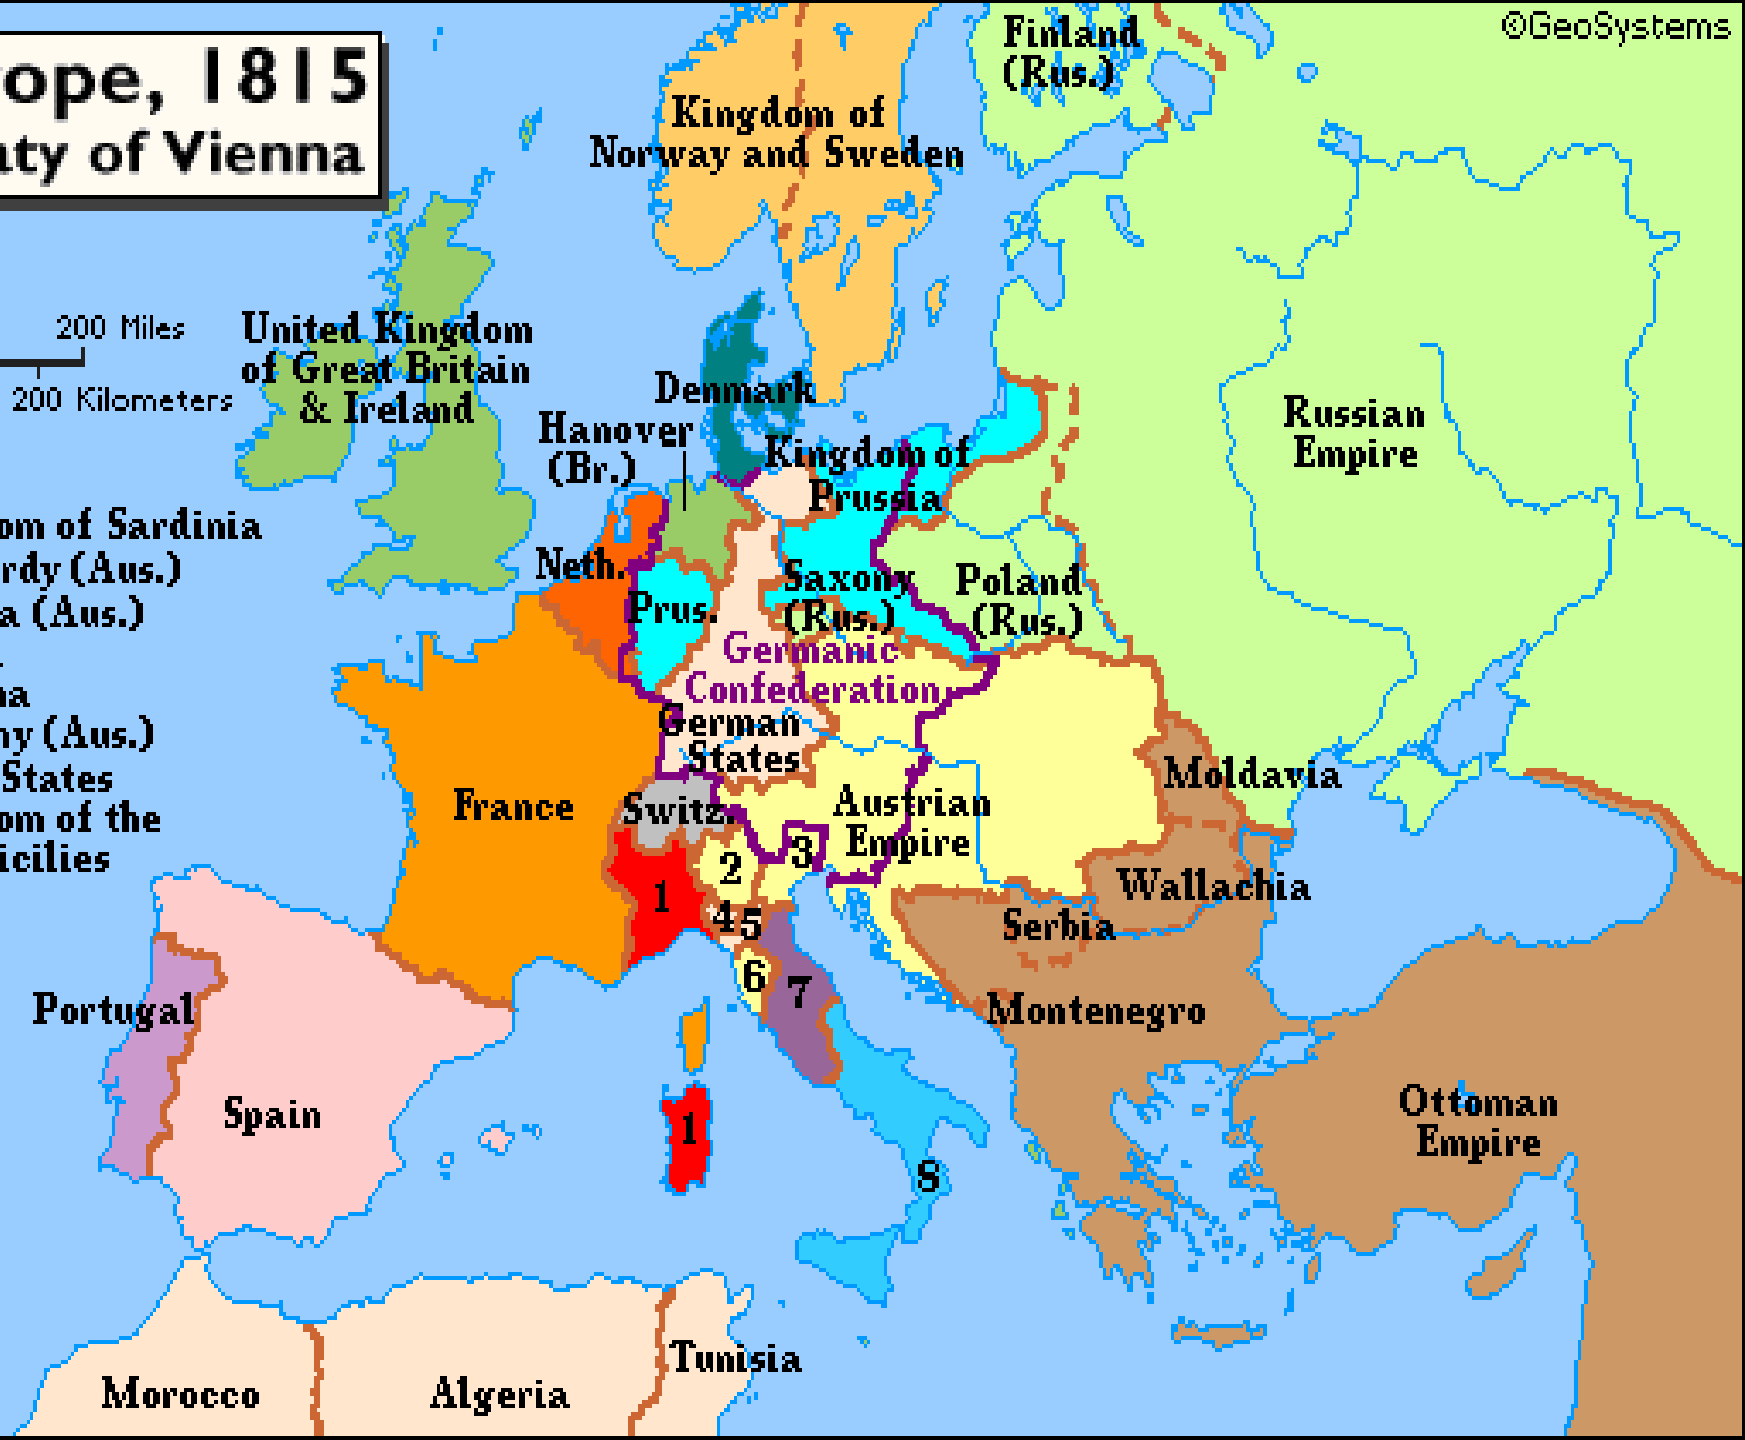 ope, 1815
ty of Vienna
©GeoSystems
Finland
(Rus.)
Kingdom of
Norway and Sweden
200 Miles
200 Kilometers
United Kingdom
of Great Britain
& Ireland
Denmark
Hanover
(Br.)
Kingdom of
Prussia
Russian
Empire
om of Sardinia
rdy (Aus.)
a (Aus.)
na
ny (Aus.)
States
om of the
icilies
Neth.
Prus.
Saxony
(Rus.)
Poland
(Rus.)
Germanic
Confederation
German
States
France
Switz.
Austrian
Empire
Moldavia
Wallachia
Serbia
Montenegro
1
2
3
4
5
6
7
1
8
Portugal
Spain
Ottoman
Empire
Morocco
Algeria
Tunisia